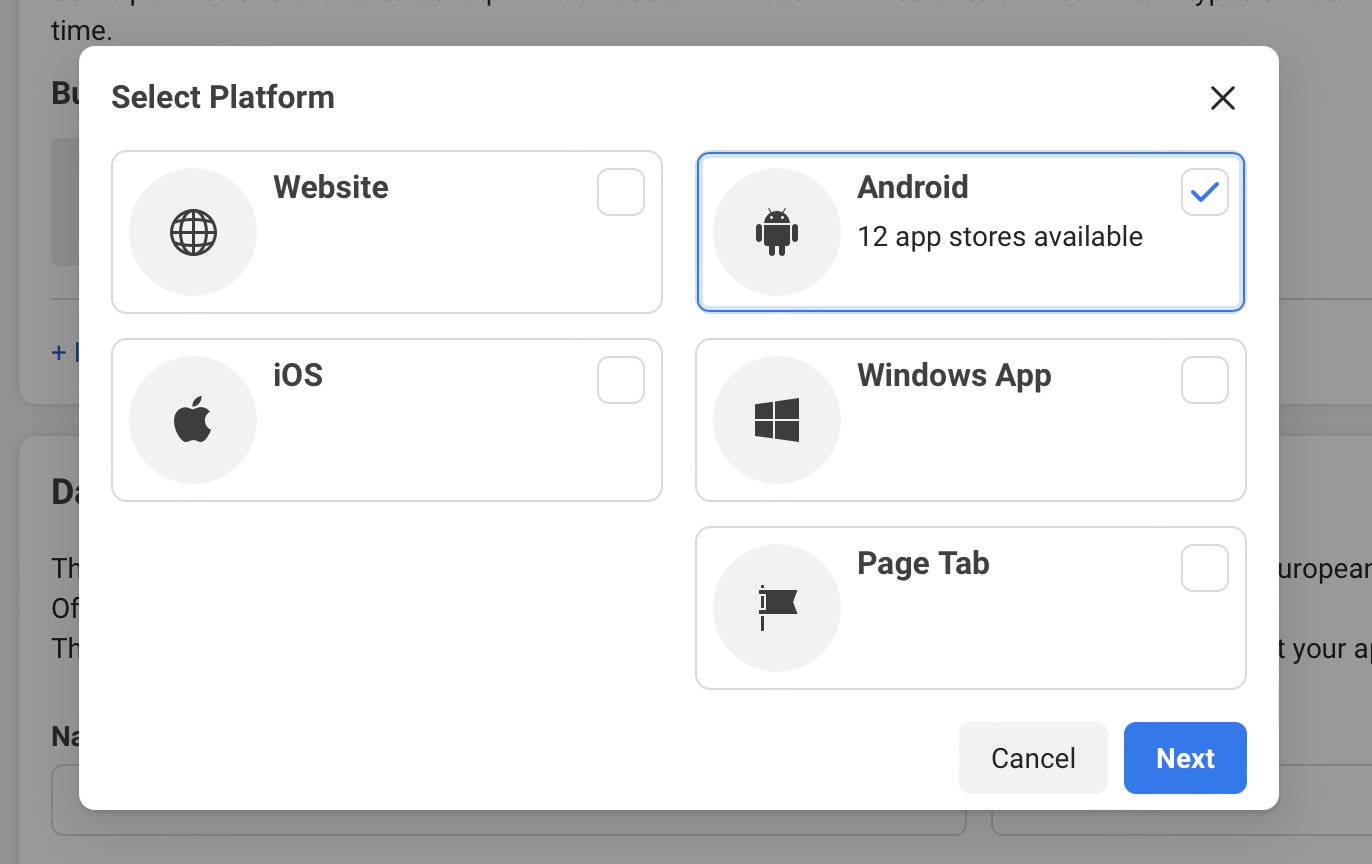 time.
Bu
Select Platform
Website
Android
12 app stores available
iOS
Windows App
Page Tab
+
Da
Th
uropean
Of
Th
t your a
Na
Cancel
Next